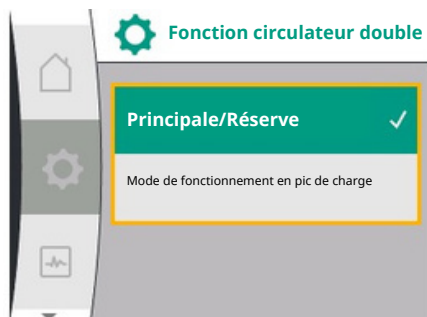 Fonction circulateur double
Principale/Réserve
Mode de fonctionnement en pic de charge